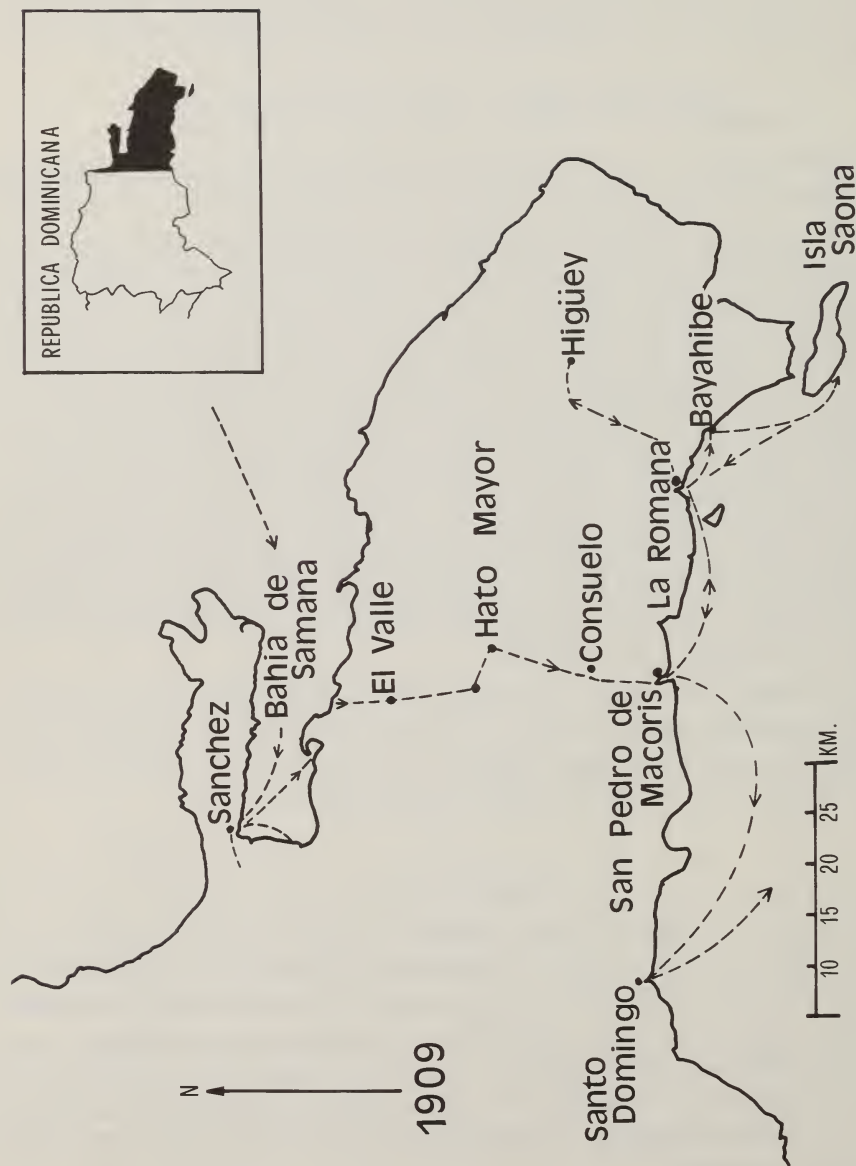 REPUBLICA DOMINICANA
Sanchez
Bahia de
Samana
El Valle
Hato Mayor
Consuelo
Higüey
San Pedro de
Macoris
La Romana
Bayahibe
Isla
Saona
Santo
Domingo
N
1909
10 15 20 25 KM.